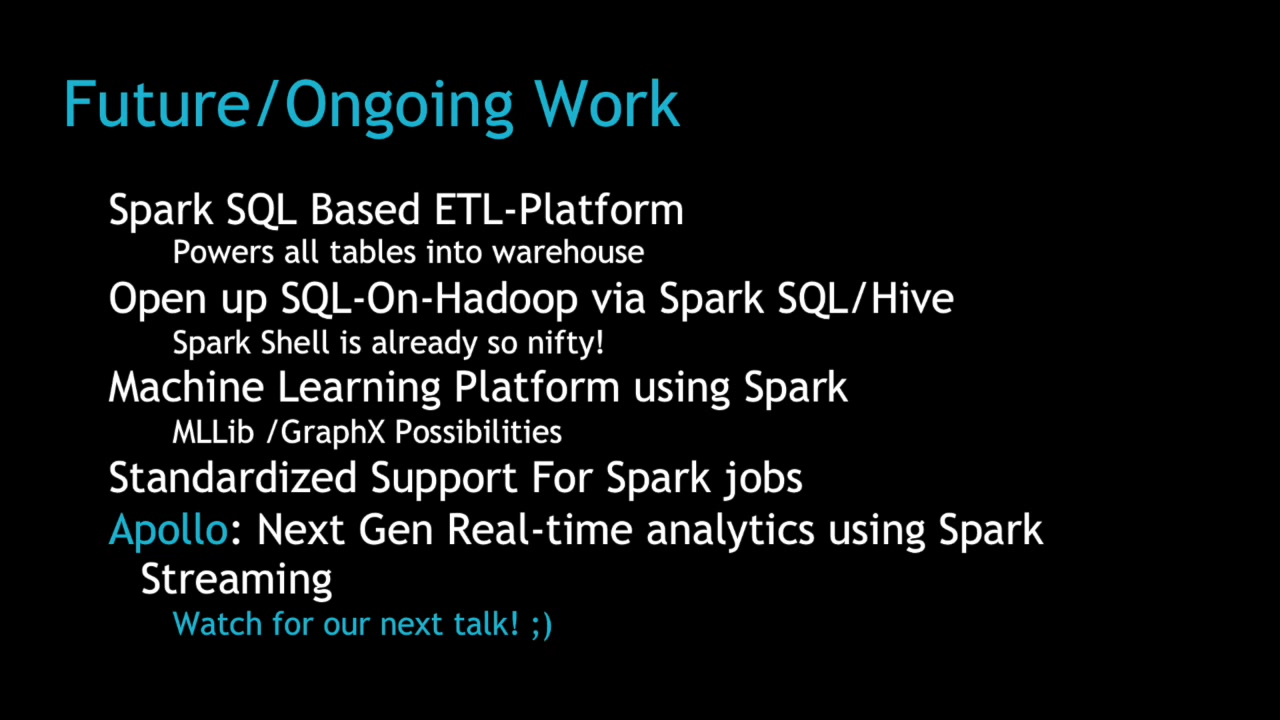 Future/Ongoing Work
Spark SQL Based ETL-Platform
Powers all tables into warehouse
Open up SQL-On-Hadoop via Spark SQL/Hive
Spark Shell is already so nifty!
Machine Learning Platform using Spark
MLLib /GraphX Possibilities
Standardized Support For Spark jobs
Apollo: Next Gen Real-time analytics using Spark
Streaming
Watch for our next talk! ;)